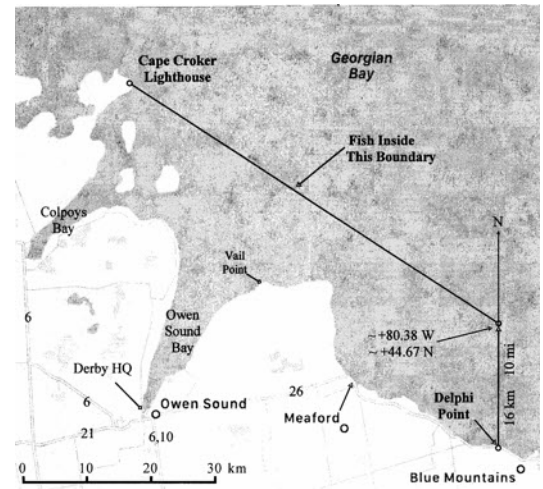 Cape Croker
Lighthouse
Georgian
Bay
Fish Inside
This Boundary
Colpoys
Bay
N
Vail
Point
6
Owen
Sound
Bay
~ +80.38 W
~ +44.67 N
16 km 10 mi
Derby HQ
6
Owen Sound
26
Meaford
Delphi
Point
21
6,10
0 10 20 30 km
Blue Mountains